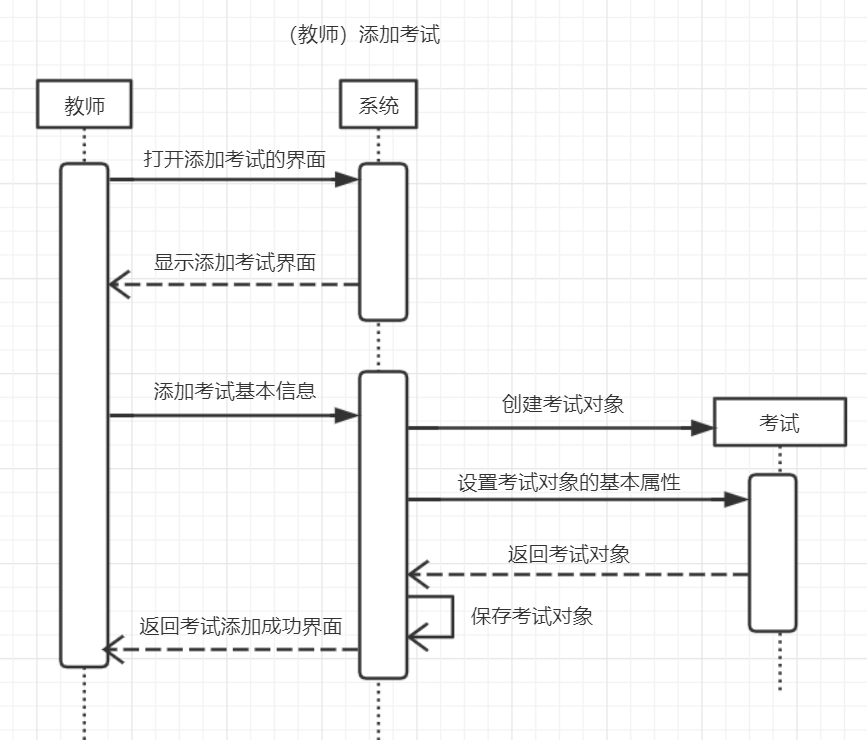 （教师）添加考试
教师
系统
打开添加考试的界面
显示添加考试界面
添加考试基本信息
创建考试对象
考试
设置考试对象的基本属性
返回考试对象
保存考试对象
返回考试添加成功界面